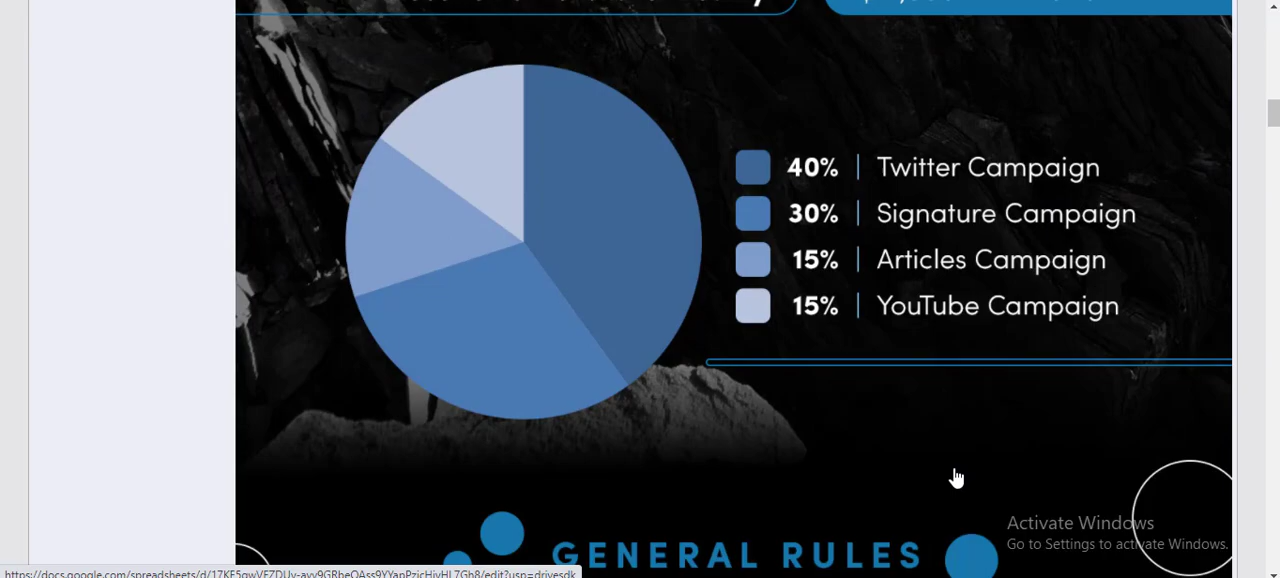 40% | Twitter Campaign
30% | Signature Campaign
15% | Articles Campaign
15% | YouTube Campaign
GENERAL RULES
Activate Windows
Go to Settings to activate Windows.